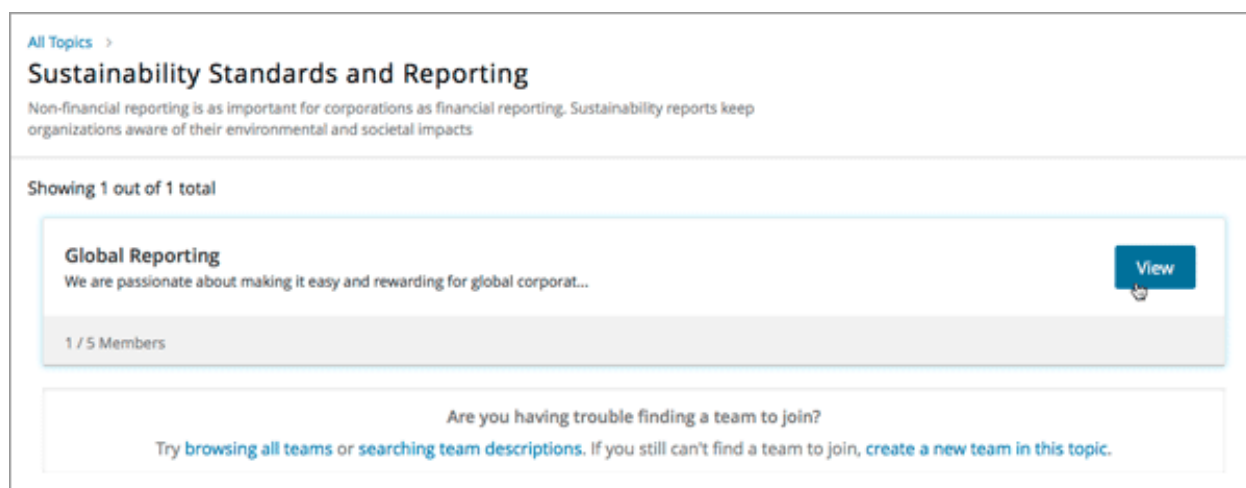 All Topics >
Sustainability Standards and Reporting
Non-financial reporting is as important for corporations as financial reporting. Sustainability reports keep
organizations aware of their environmental and societal impacts
Showing 1 out of 1 total
Global Reporting
We are passionate about making it easy and rewarding for global corporat...
View
1 / 5 Members
Are you having trouble finding a team to join?
Try browsing all teams or searching team descriptions. If you still can't find a team to join, create a new team in this topic.